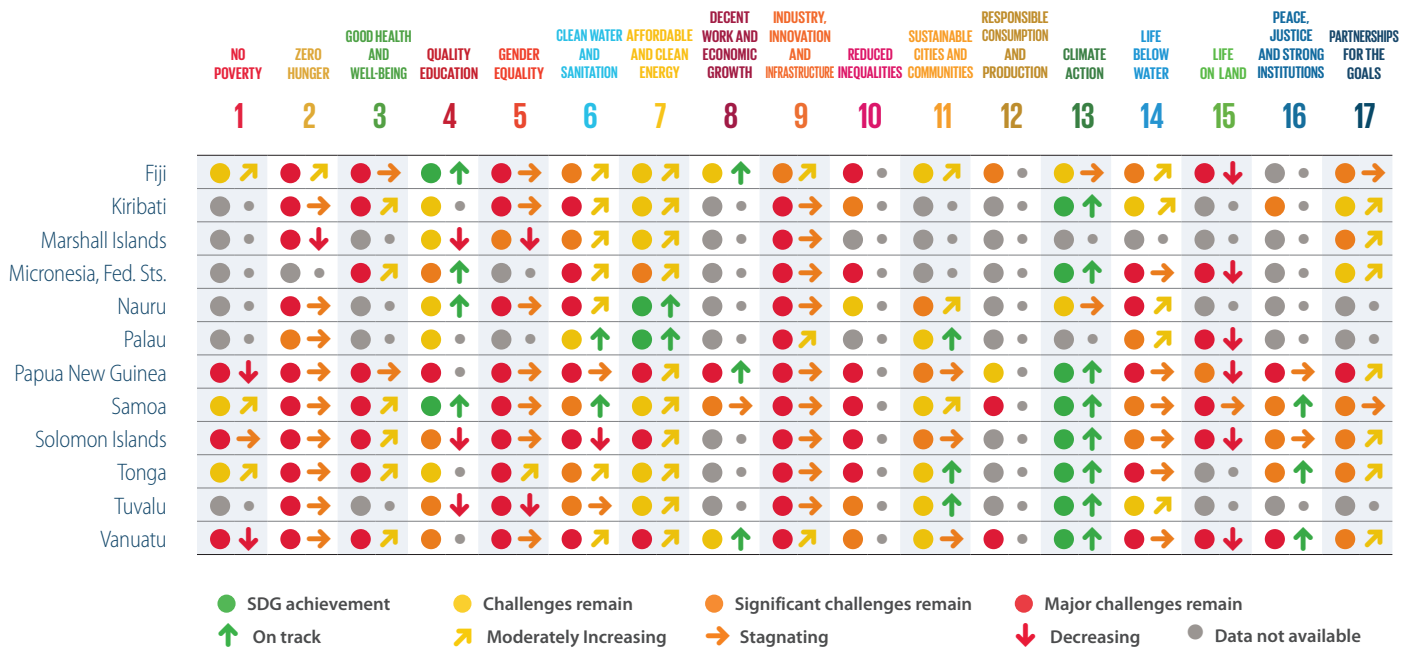 NO POVERTY
ZERO HUNGER
GOOD HEALTH AND WELL-BEING
QUALITY EDUCATION
GENDER EQUALITY
CLEAN WATER AND SANITATION
AFFORDABLE AND CLEAN ENERGY
DECENT WORK AND ECONOMIC GROWTH
INDUSTRY, INNOVATION AND INFRASTRUCTURE
REDUCED INEQUALITIES
SUSTAINABLE CITIES AND COMMUNITIES
RESPONSIBLE CONSUMPTION AND PRODUCTION
CLIMATE ACTION
LIFE BELOW WATER
LIFE ON LAND
PEACE, JUSTICE AND STRONG INSTITUTIONS
PARTNERSHIPS FOR THE GOALS
1 2 3 4 5 6 7 8 9 10 11 12 13 14 15 16 17
Fiji
Kiribati
Marshall Islands
Micronesia, Fed. Sts.
Nauru
Palau
Papua New Guinea
Samoa
Solomon Islands
Tonga
Tuvalu
Vanuatu
SDG achievement Challenges remain Significant challenges remain Major challenges remain
On track Moderately Increasing Stagnating Decreasing Data not available